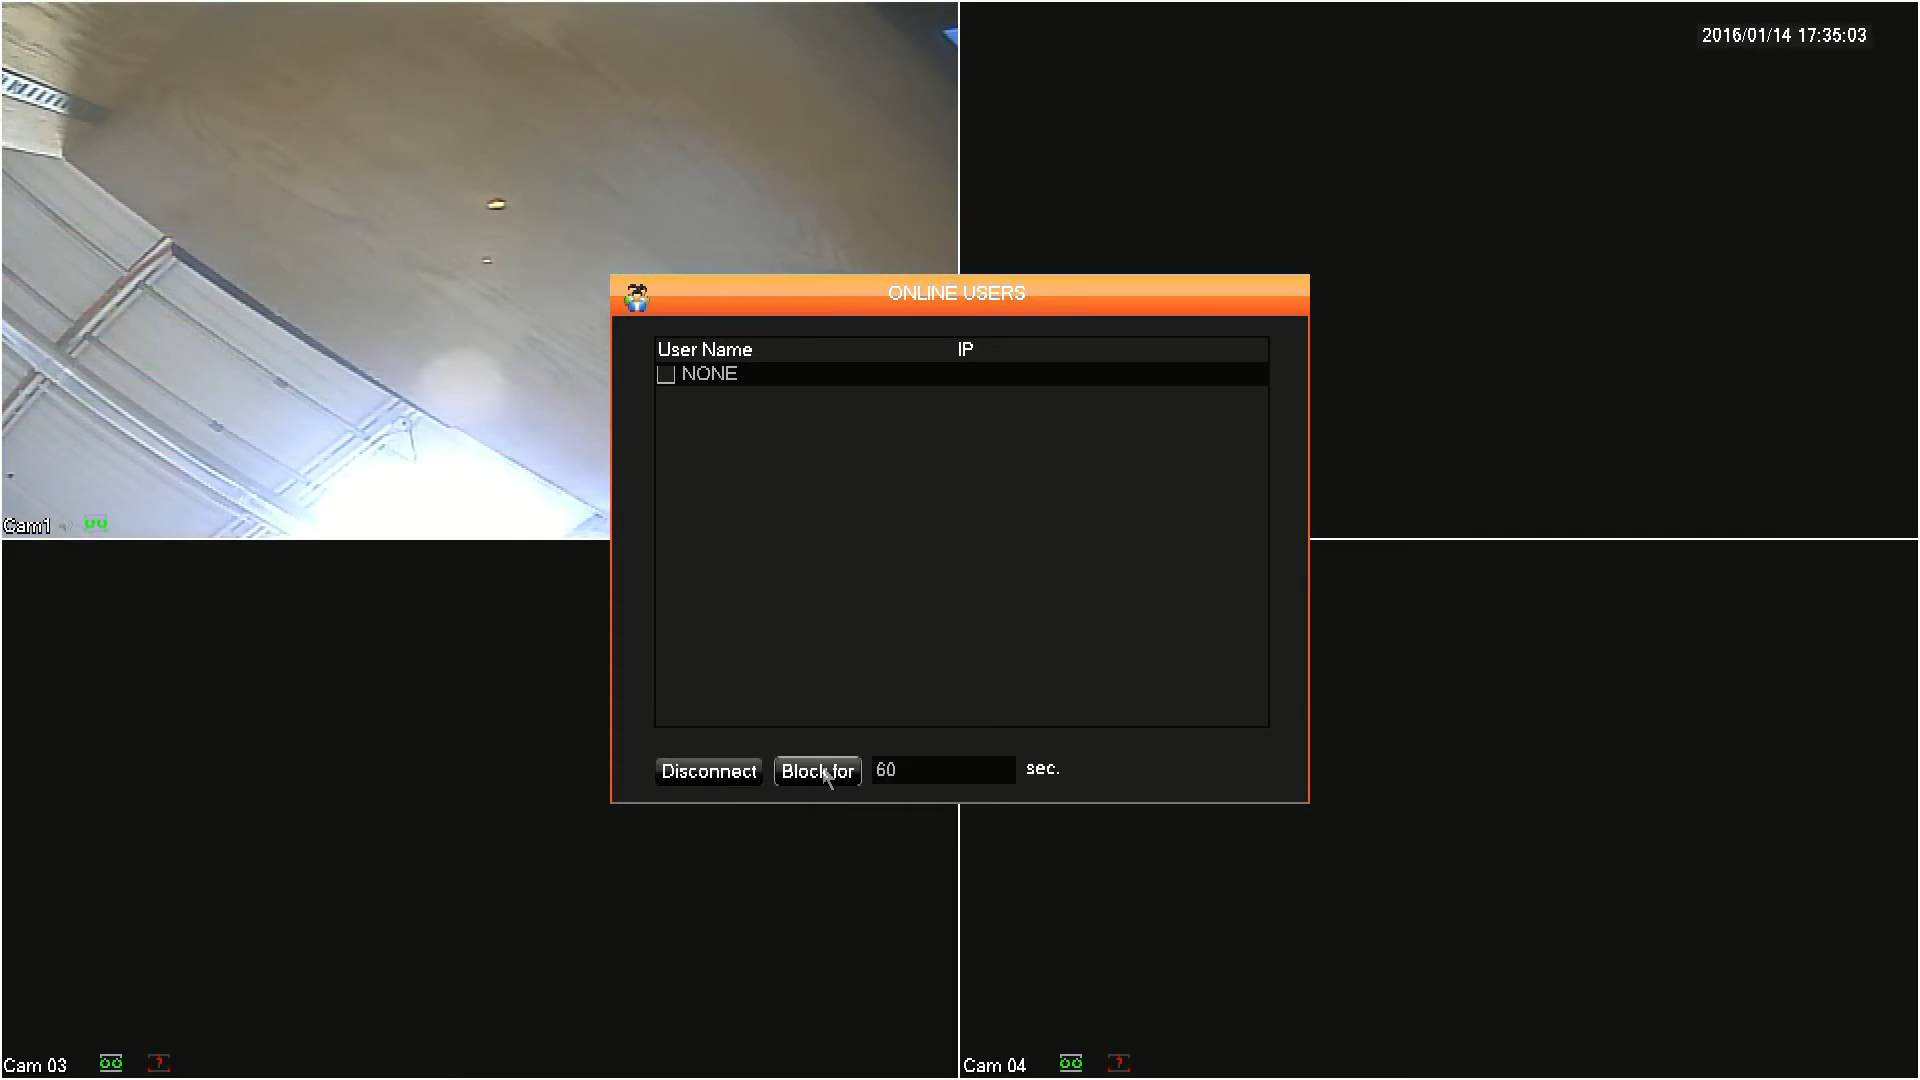 2016/01/14 17:35:03
ONLINE USERS
User Name IP
NONE
Cam1
Disconnect Block for 60 sec.
Cam 03 ? Cam 04 ?